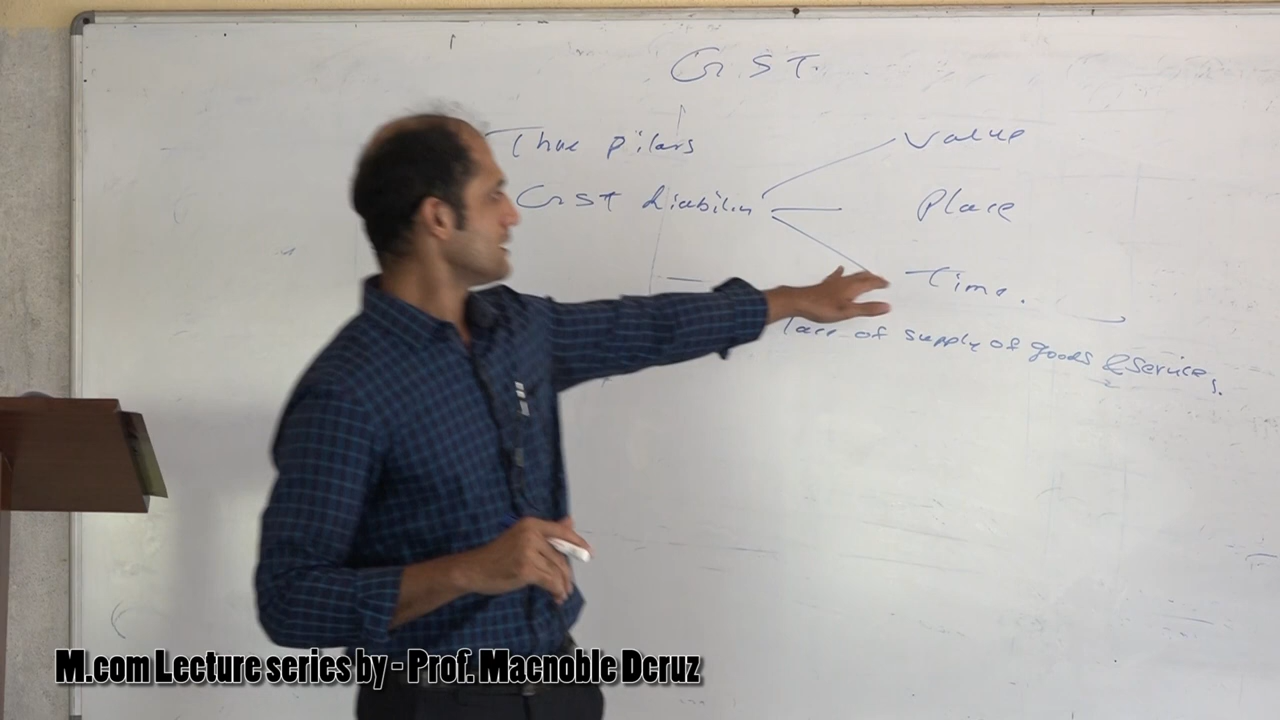 GST.
Three pilars
GST Liability
Value
Place
Time.
of supply of goods & services.
M.com Lecture series by - Prof. Macnoble Dcruz